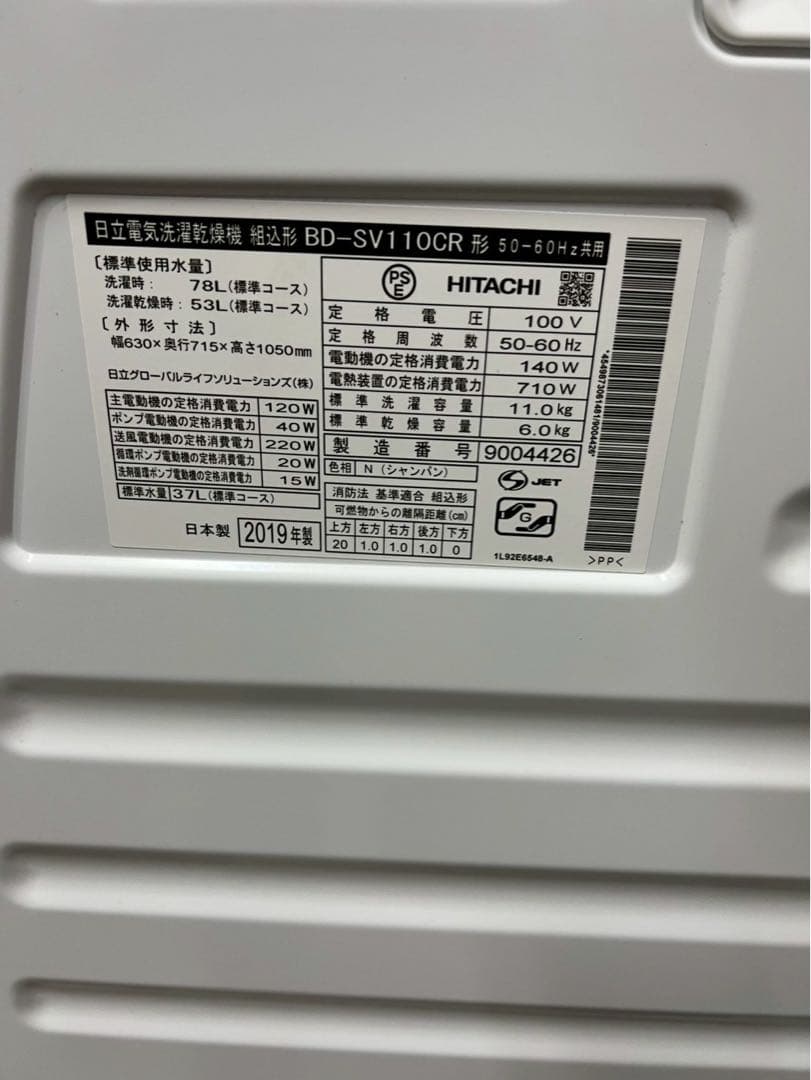 日立電気洗濯乾燥機 組込形 BD-SV110CR 形 50-60Hz共用
〔標準使用水量〕
洗濯時： 78L(標準コース)
洗濯乾燥時：53L(標準コース)
〔外形寸法〕
幅630×奥行715×高さ1050mm
日立グローバルライフソリューションズ(株)
主電動機の定格消費電力 120W
ポンプ電動機の定格消費電力 40W
送風電動機の定格消費電力 220W
循環ポンプ電動機の定格消費電力 20W
洗剤循環ポンプ電動機の定格消費電力 15W
標準水量 37L(標準コース)
日本製 2019年製
PSE HITACHI
定格電圧 100V
定格周波数 50-60Hz
電動機の定格消費電力 140W
電熱装置の定格消費電力 710W
標準洗濯容量 11.0kg
標準乾燥容量 6.0kg
製造番号 9004426
色相 N（シャンパン）
消防法 基準適合 組込形
可燃物からの離隔距離(cm)
上方 左方 右方 後方 下方
20 1.0 1.0 1.0 0
S JET
G
1L92E6548-A
>PP<